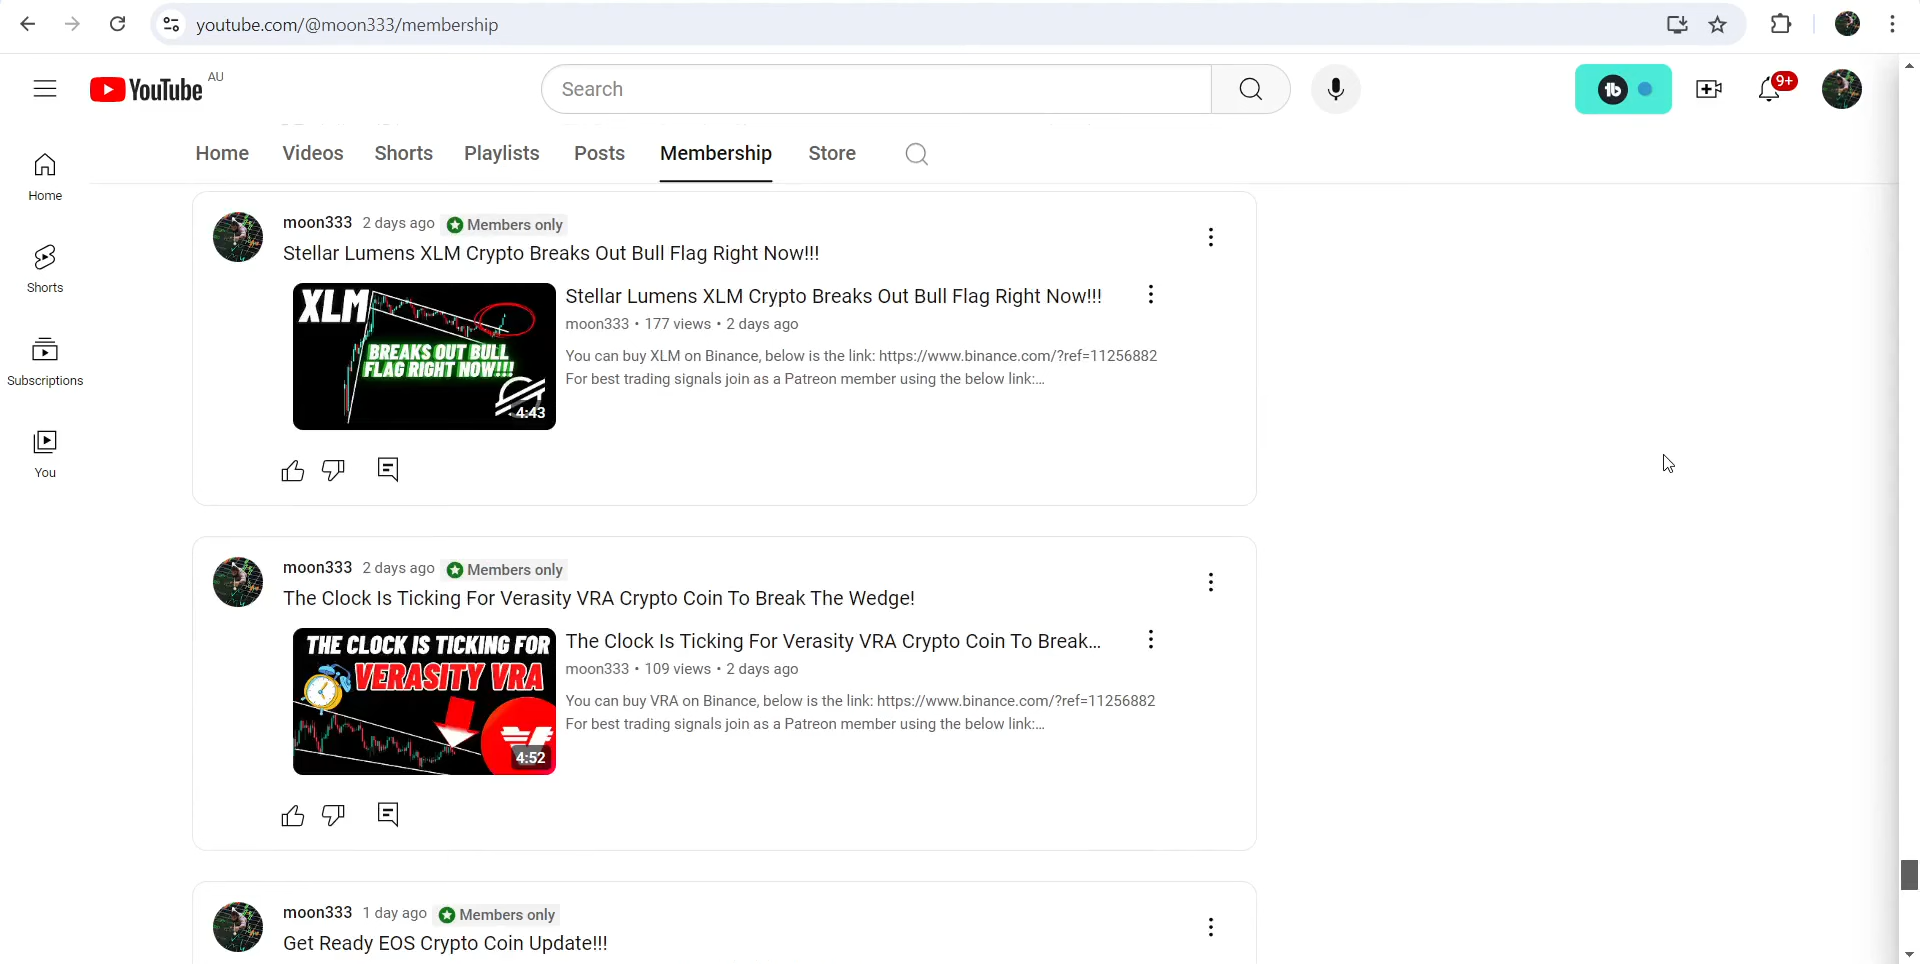 youtube.com/@moon333/membership
YouTube AU
Search
9+
Home
Videos
Shorts
Playlists
Posts
Membership
Store
Home
Shorts
Subscriptions
You
moon333 2 days ago Members only
Stellar Lumens XLM Crypto Breaks Out Bull Flag Right Now!!!
XLM
BREAKS OUT BULL
FLAG RIGHT NOW!!!
4:43
Stellar Lumens XLM Crypto Breaks Out Bull Flag Right Now!!!
moon333 • 177 views • 2 days ago
You can buy XLM on Binance, below is the link: https://www.binance.com/?ref=11256882
For best trading signals join as a Patreon member using the below link:...
moon333 2 days ago Members only
The Clock Is Ticking For Verasity VRA Crypto Coin To Break The Wedge!
THE CLOCK IS TICKING FOR
VERASITY VRA
4:52
The Clock Is Ticking For Verasity VRA Crypto Coin To Break...
moon333 • 109 views • 2 days ago
You can buy VRA on Binance, below is the link: https://www.binance.com/?ref=11256882
For best trading signals join as a Patreon member using the below link:...
moon333 1 day ago Members only
Get Ready EOS Crypto Coin Update!!!